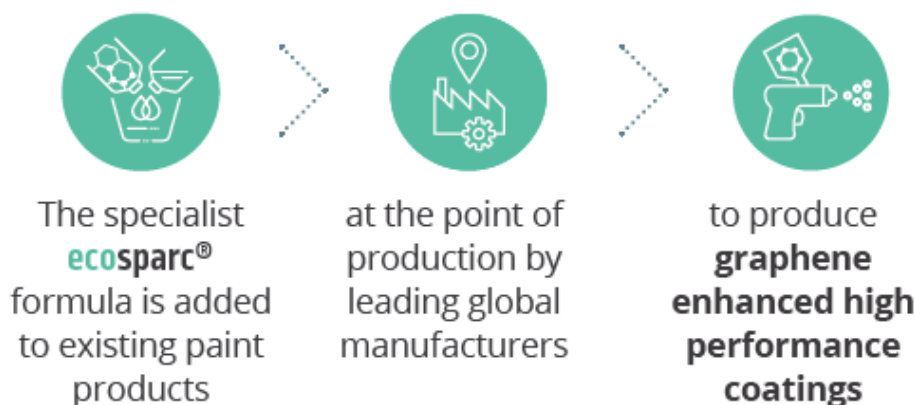 The specialist
ecosparc®
formula is added
to existing paint
products
at the point of
production by
leading global
manufacturers
to produce
graphene
enhanced high
performance
coatings